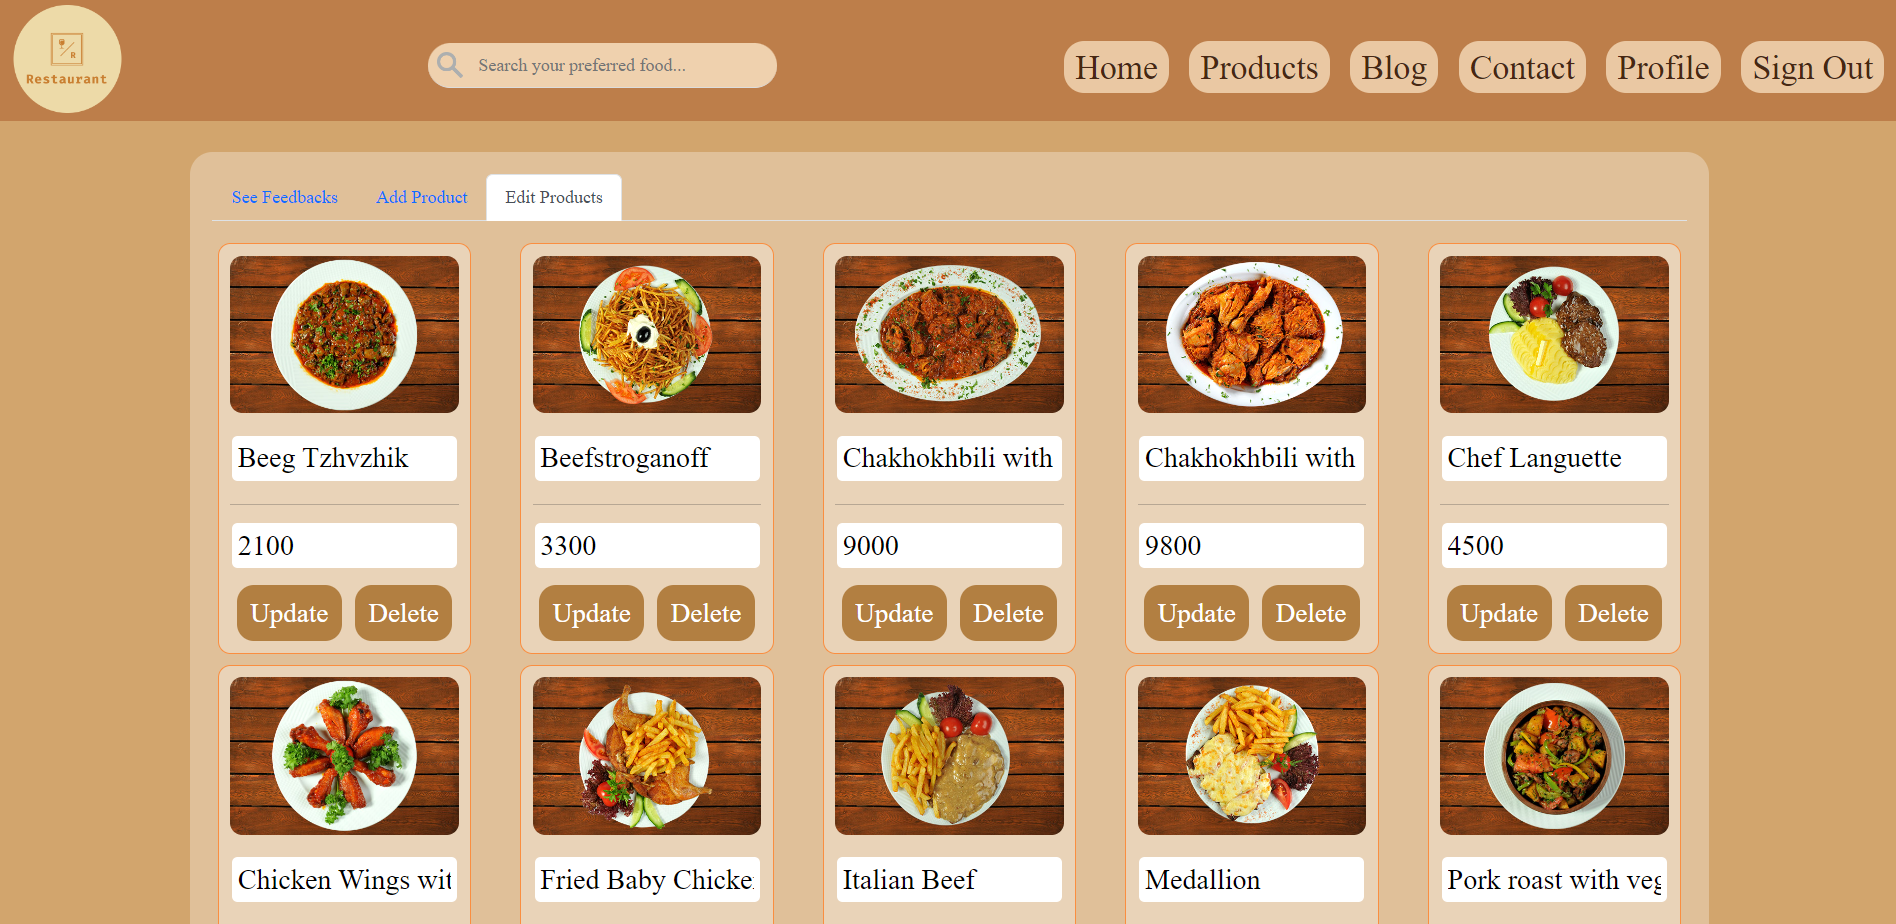 R
Restaurant
Search your preferred food...
Home Products Blog Contact Profile Sign Out
See Feedbacks Add Product Edit Products
Beeg Tzhvzhik
Beefstroganoff
Chakhokhbili with
Chakhokhbili with
Chef Languette
2100
3300
9000
9800
4500
Update Delete
Update Delete
Update Delete
Update Delete
Update Delete
Chicken Wings wit
Fried Baby Chicke
Italian Beef
Medallion
Pork roast with veg